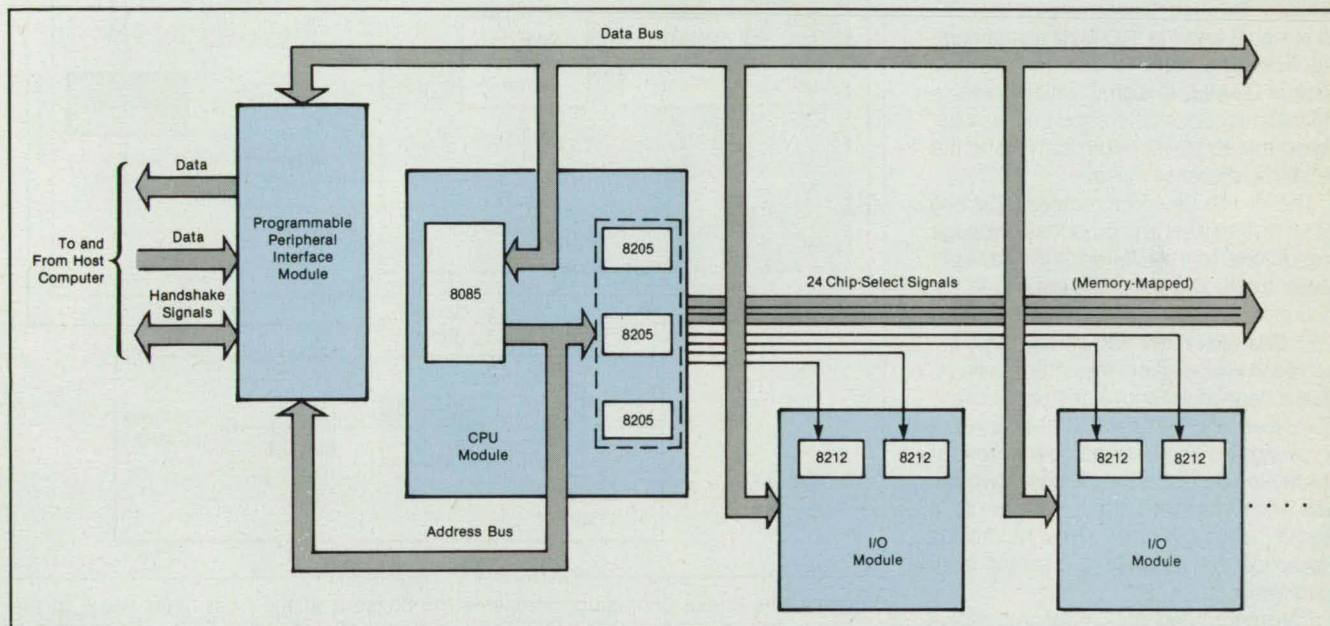 Data Bus
Data
Data
To and
From Host
Computer
Handshake
Signals
Programmable
Peripheral
Interface
Module
8085
8205
8205
8205
CPU
Module
Address Bus
24 Chip-Select Signals
(Memory-Mapped)
8212
8212
I/O
Module
8212
8212
I/O
Module